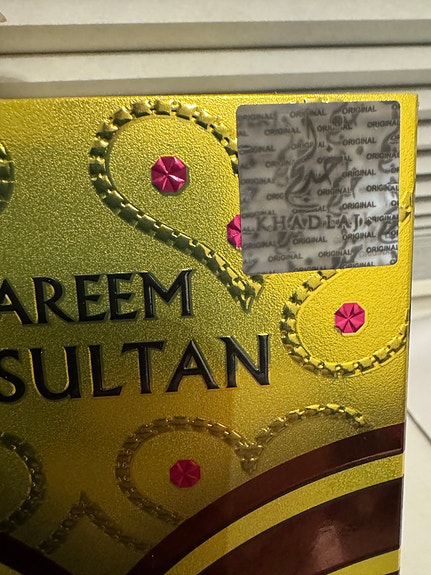 AREEM
SULTAN
ORIGINAL
KHADLAJ